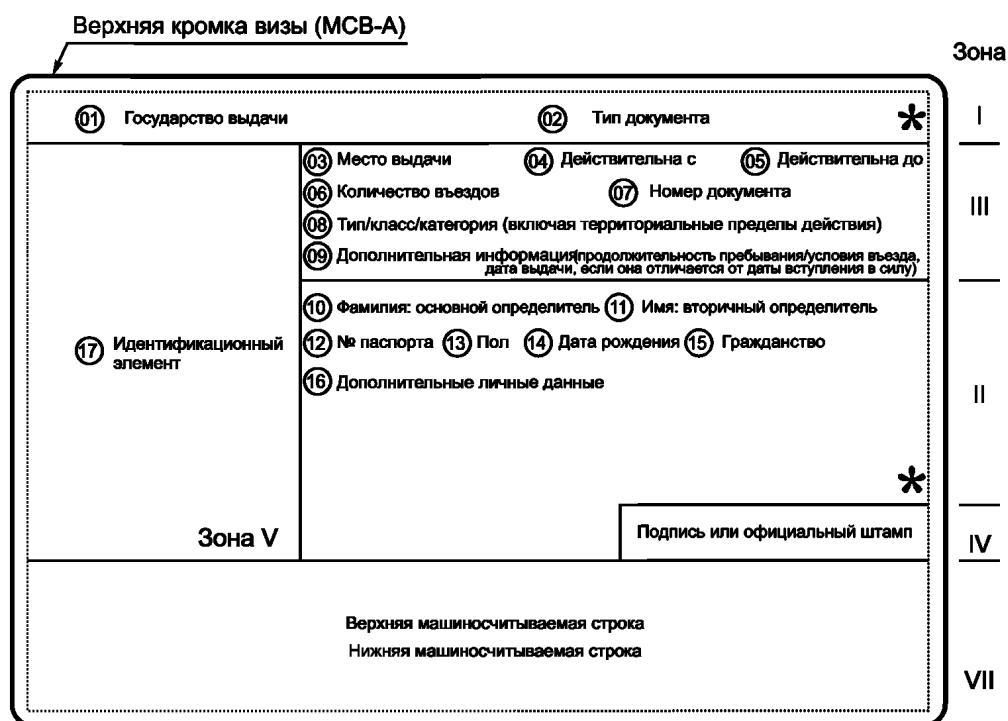 Верхняя кромка визы (МСВ-А)
Зона
01 Государство выдачи 02 Тип документа * I
03 Место выдачи 04 Действительна с 05 Действительна до
06 Количество въездов 07 Номер документа
III
08 Тип/класс/категория (включая территориальные пределы действия)
09 Дополнительная информация(продолжительность пребывания/условия въезда,
дата выдачи, если она отличается от даты вступления в силу)
10 Фамилия: основной определитель 11 Имя: вторичный определитель
17 Идентификационный
элемент
12 № паспорта 13 Пол 14 Дата рождения 15 Гражданство
16 Дополнительные личные данные
II
*
Зона V
Подпись или официальный штамп
IV
Верхняя машиносчитываемая строка
Нижняя машиносчитываемая строка
VII